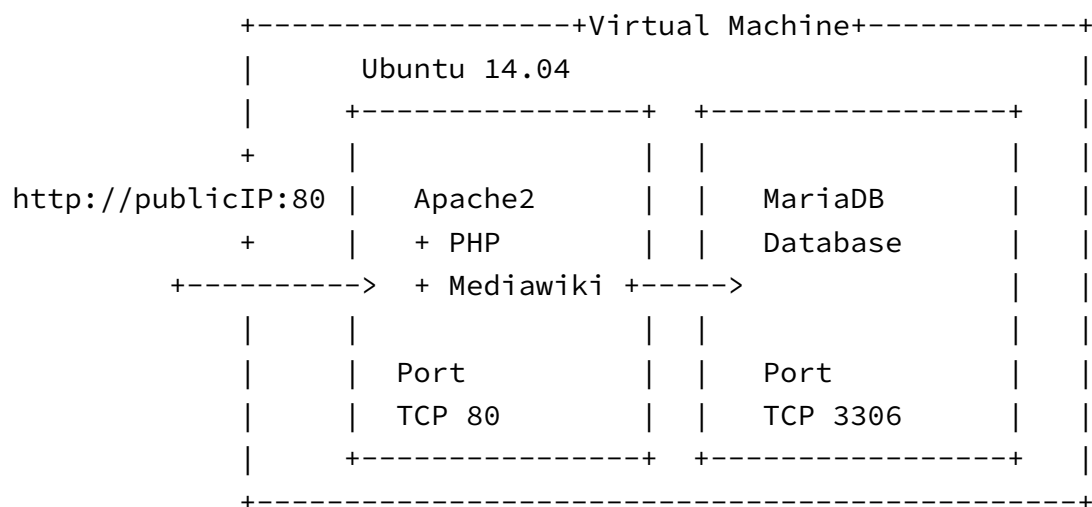 Virtual Machine
Ubuntu 14.04
http://publicIP:80 Apache2 MariaDB
+ PHP Database
+ Mediawiki
Port Port
TCP 80 TCP 3306